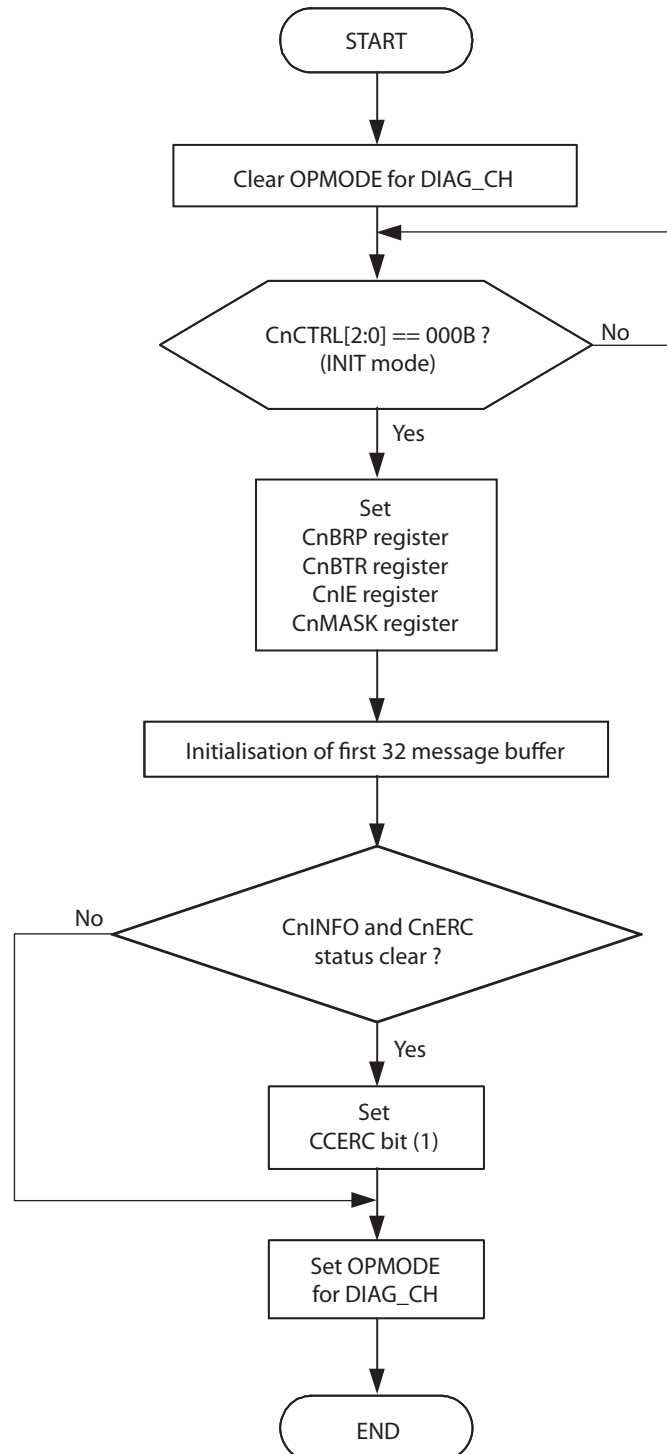 START
Clear OPMODE for DIAG_CH
CnCTRL[2:0] == 000B ?
(INIT mode)
No
Yes
Set
CnBRP register
CnBTR register
CnIE register
CnMASK register
Initialisation of first 32 message buffer
No
CnINFO and CnERC
status clear ?
Yes
Set
CCERC bit (1)
Set OPMODE
for DIAG_CH
END